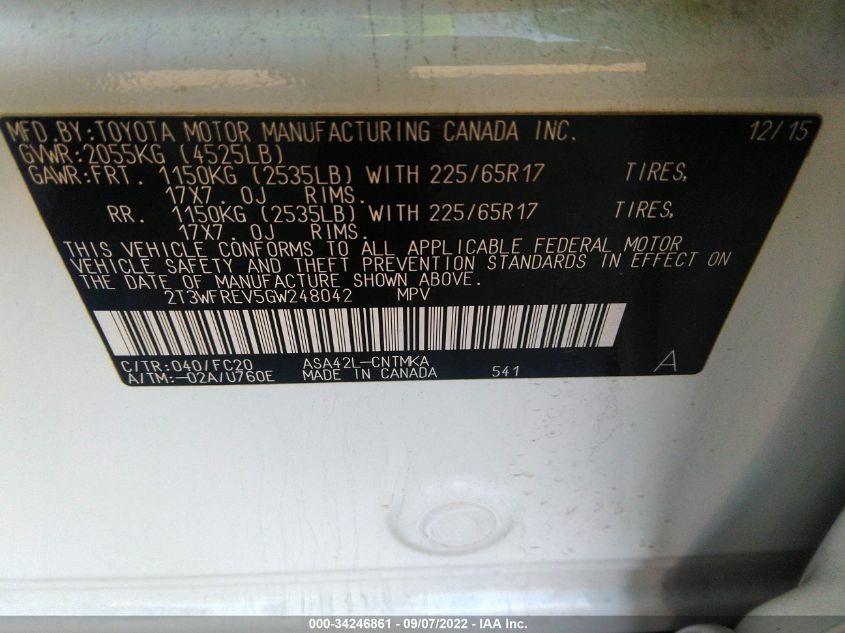 MFD.BY:TOYOTA MOTOR MANUFACTURING CANADA INC. 12/15
GVWR:2055KG (4525LB)
GAWR:FRT. 1150KG (2535LB) WITH 225/65R17 TIRES,
17X7.0J RIMS.
RR. 1150KG (2535LB) WITH 225/65R17 TIRES,
17X7.0J RIMS.
THIS VEHICLE CONFORMS TO ALL APPLICABLE FEDERAL MOTOR
VEHICLE SAFETY AND THEFT PREVENTION STANDARDS IN EFFECT ON
THE DATE OF MANUFACTURE SHOWN ABOVE.
2T3WFREV5GW248042 MPV
C/TR:040/FC20 ASA42L-CNTMKA
A/TM:-02A/U760E MADE IN CANADA 541 A
000-34246861 - 09/07/2022 - IAA Inc.